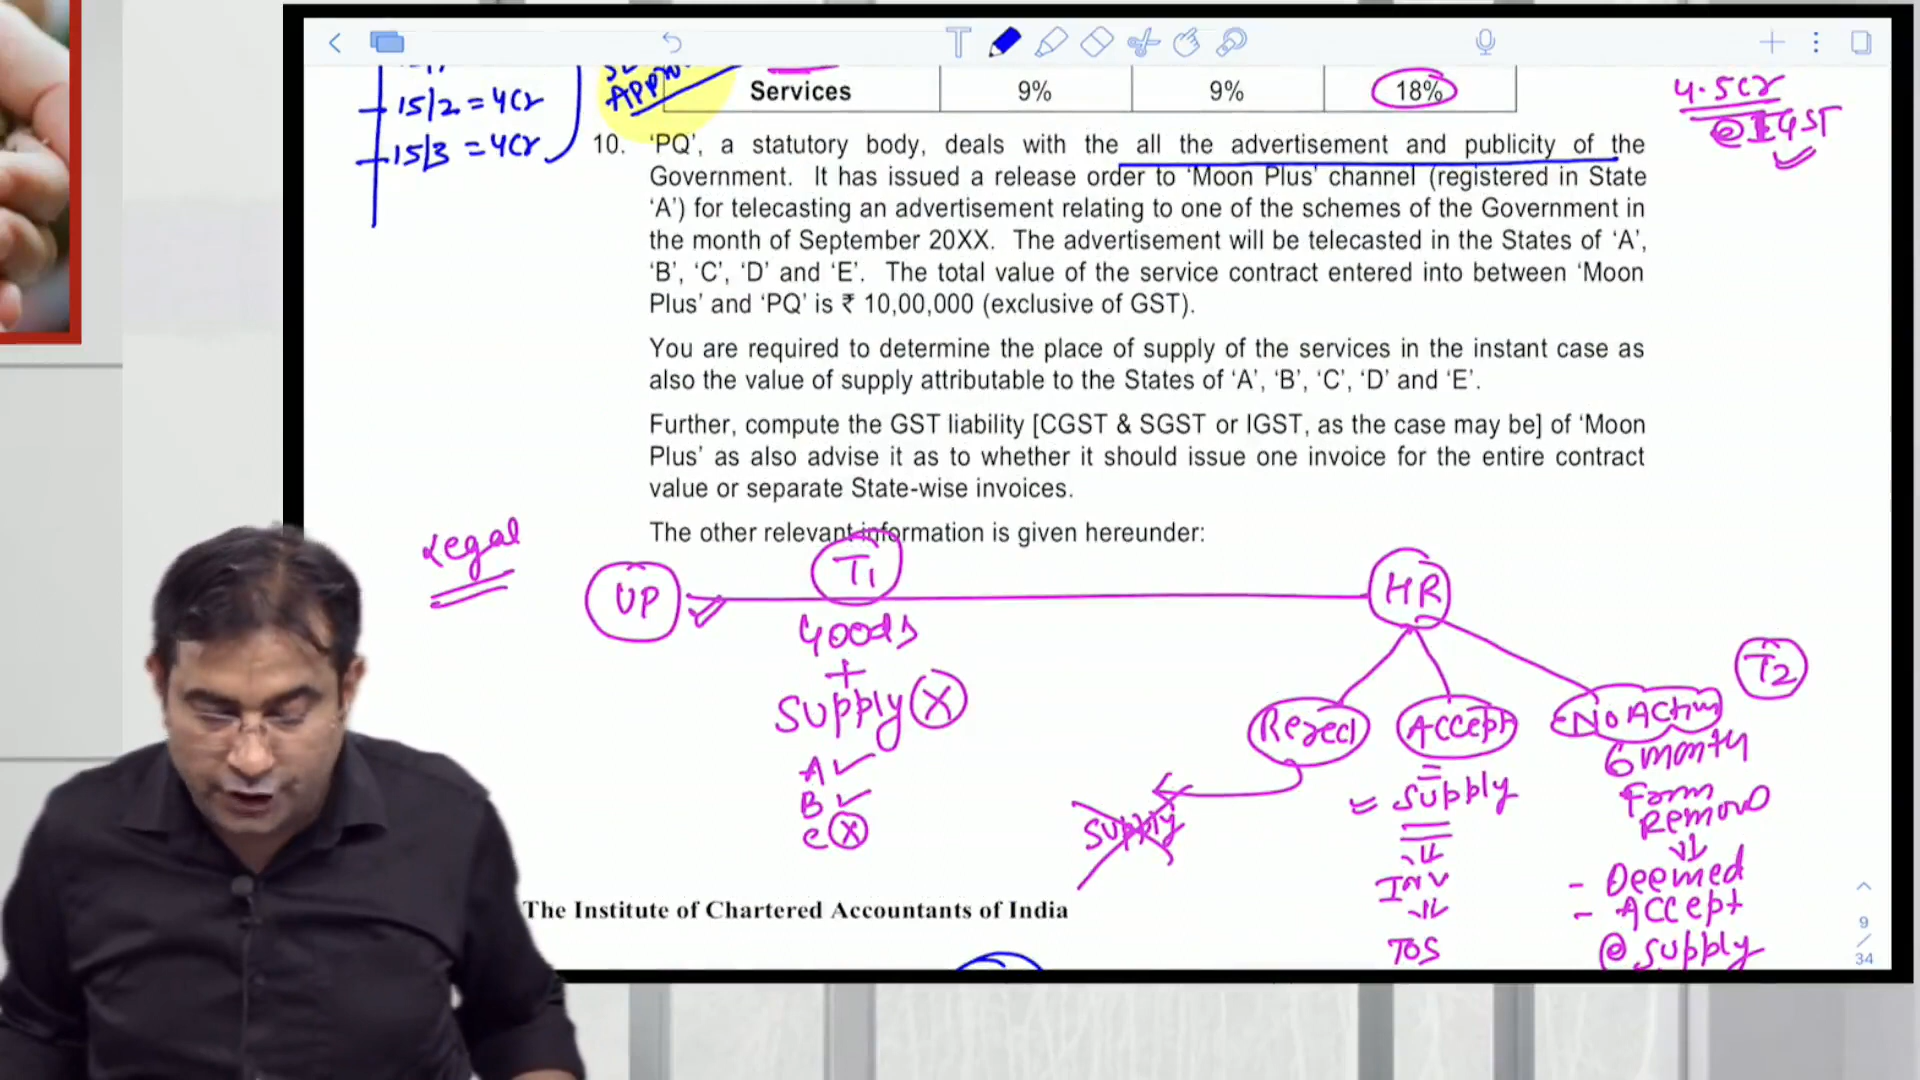 15/2 = 4Cr
15/3 = 4Cr
APPW
Services 9% 9% 18%
4.5Cr
@IGST
10. ‘PQ’, a statutory body, deals with the all the advertisement and publicity of the
Government. It has issued a release order to ‘Moon Plus’ channel (registered in State
‘A’) for telecasting an advertisement relating to one of the schemes of the Government in
the month of September 20XX. The advertisement will be telecasted in the States of ‘A’,
‘B’, ‘C’, ‘D’ and ‘E’. The total value of the service contract entered into between ‘Moon
Plus’ and ‘PQ’ is ₹ 10,00,000 (exclusive of GST).
You are required to determine the place of supply of the services in the instant case as
also the value of supply attributable to the States of ‘A’, ‘B’, ‘C’, ‘D’ and ‘E’.
Further, compute the GST liability [CGST & SGST or IGST, as the case may be] of ‘Moon
Plus’ as also advise it as to whether it should issue one invoice for the entire contract
value or separate State-wise invoices.
The other relevant information is given hereunder:
Legal
UP
T1
HR
Goods
+
Supply X
A
B
C X
T2
Reject
Accept
No Action
6 month
From
Remov
Supply
= Supply
INV
TOS
- Deemed
- Accept
@ Supply
The Institute of Chartered Accountants of India
9
/
34